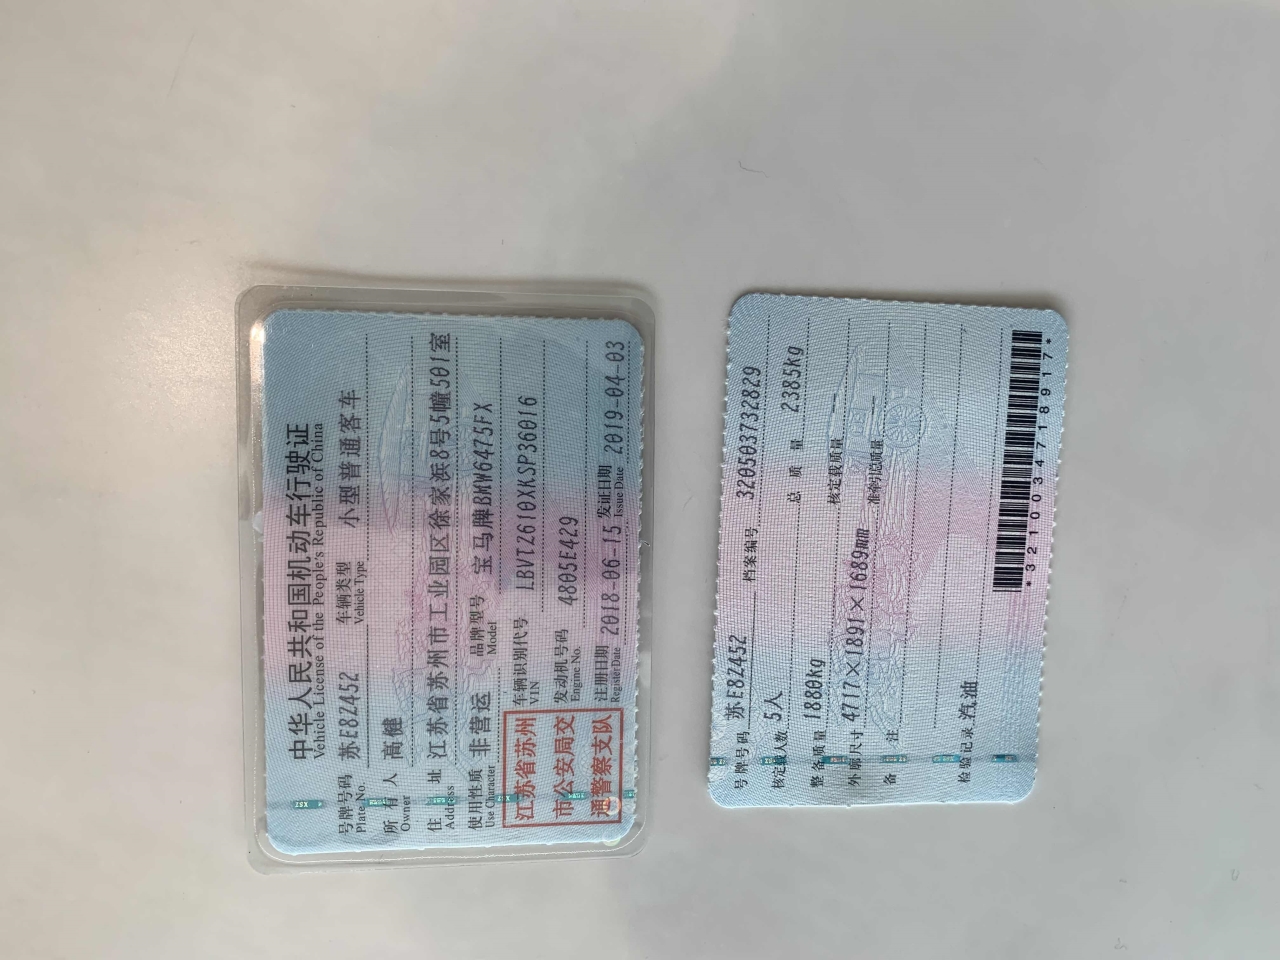 中华人民共和国机动车行驶证
Vehicle License of the People's Republic of China
号牌号码 苏E8Z452 车辆类型 小型普通客车
Plate No. Vehicle Type
所有人 高健
Owner
住址 江苏省苏州市工业园区徐家浜8号5幢501室
Address
使用性质 非营运 品牌型号 宝马牌BMW6475FX
Use Character Model
江苏省苏州
市公安局交
通警察支队
车辆识别代号 LBVTZ610XKSP36016
VIN
发动机号码 4805E429
Engine No.
注册日期 2018-06-15 发证日期 2019-04-03
Register Date Issue Date
号牌号码 苏E8Z452 档案编号 320503732829
核定载人数 5人 总质量 2385kg
整备质量 1880kg 核定载质量
外廓尺寸 4717×1891×1689mm 准牵引总质量
备注
检验记录 汽油
*3210034718917*